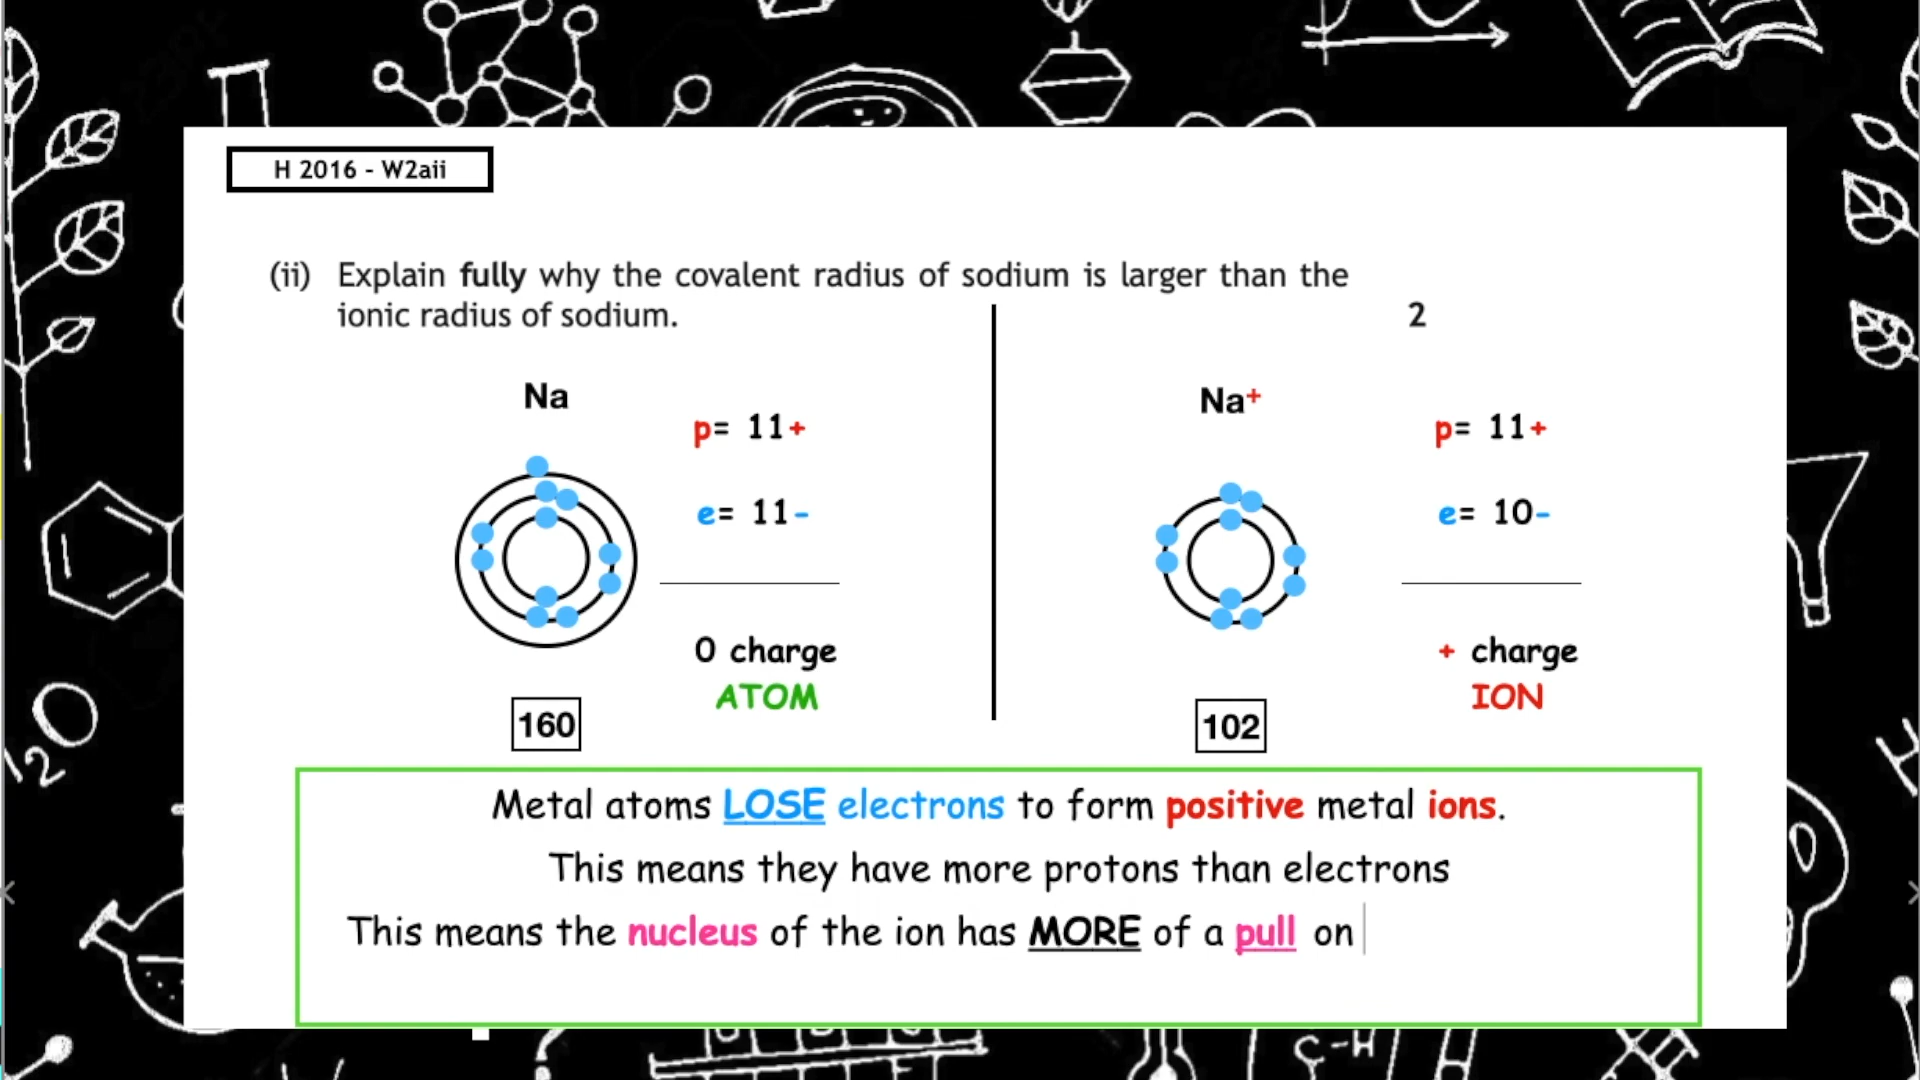 H 2016 - W2aii
(ii) Explain fully why the covalent radius of sodium is larger than the
ionic radius of sodium.
2
Na
p= 11+
e= 11-
0 charge
ATOM
160
Na+
p= 11+
e= 10-
+ charge
ION
102
Metal atoms LOSE electrons to form positive metal ions.
This means they have more protons than electrons
This means the nucleus of the ion has MORE of a pull on
2O
H
C-H